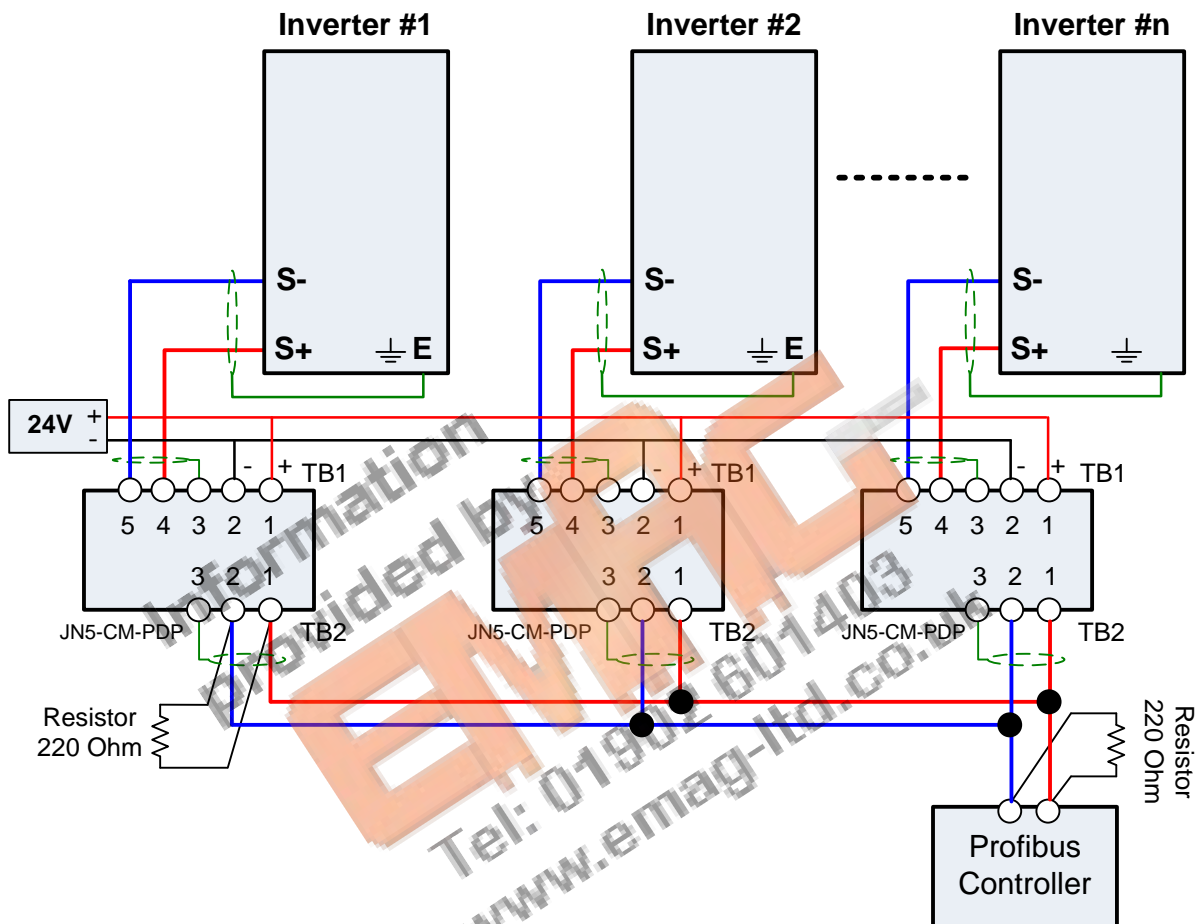 Inverter #1 Inverter #2 Inverter #n
S- S- S-
S+ E S+ E S+
24V + -
- + TB1 - + TB1 - + TB1
5 4 3 2 1 5 4 3 2 1 5 4 3 2 1
3 2 1 3 2 1 3 2 1
JN5-CM-PDP TB2 JN5-CM-PDP TB2 JN5-CM-PDP TB2
Resistor
220 Ohm
Resistor
220 Ohm
Profibus
Controller
Information
provided by
EMAG
Tel: 01902 601403
www.emag-ltd.co.uk